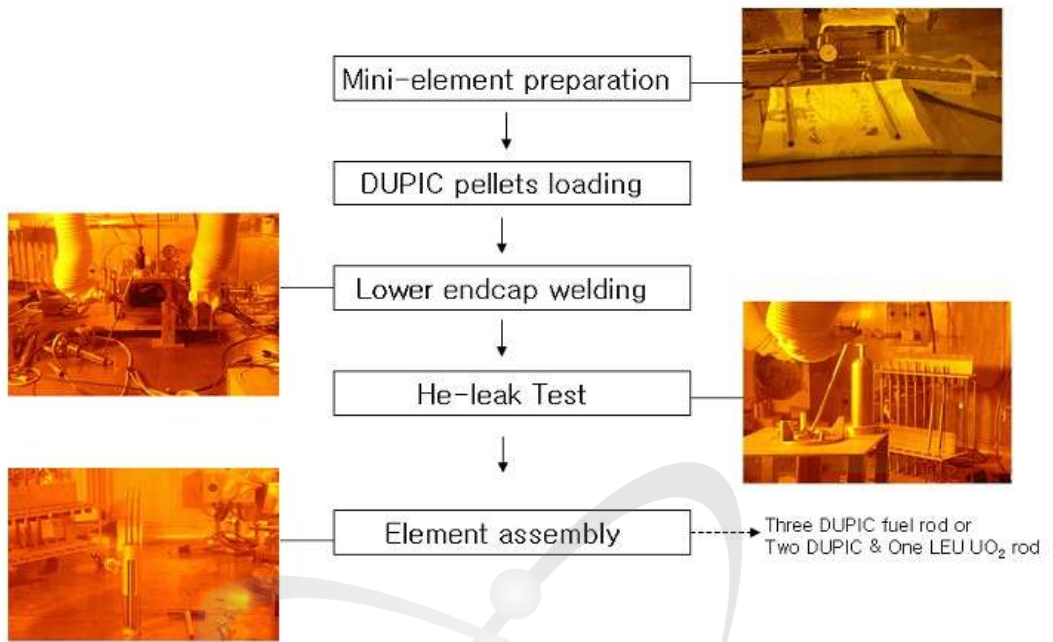 Mini-element preparation
DUPIC pellets loading
Lower endcap welding
He-leak Test
Element assembly
Three DUPIC fuel rod or
Two DUPIC & One LEU UO₂ rod